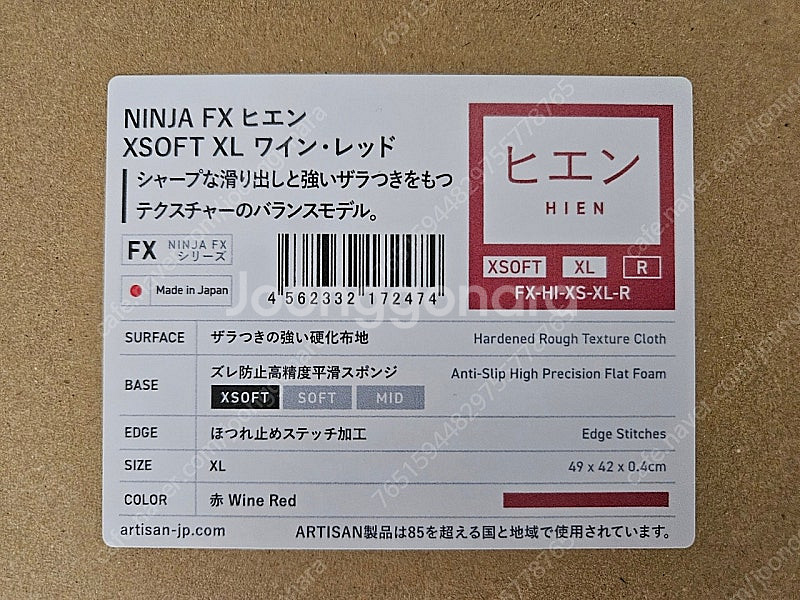 NINJA FX ヒエン
XSOFT XL ワイン・レッド
シャープな滑り出しと強いザラつきをもつ
テクスチャーのバランスモデル。
FX NINJA FX
シリーズ
Made in Japan
4 562332 172474
ヒエン
HIEN
XSOFT XL R
FX-HI-XS-XL-R
Joonggonara
SURFACE ザラつきの強い硬化布地 Hardened Rough Texture Cloth
BASE ズレ防止高精度平滑スポンジ Anti-Slip High Precision Flat Foam
XSOFT SOFT MID
EDGE ほつれ止めステッチ加工 Edge Stitches
SIZE XL 49 x 42 x 0.4cm
COLOR 赤 Wine Red
artisan-jp.com ARTISAN製品は85を超える国と地域で使用されています。